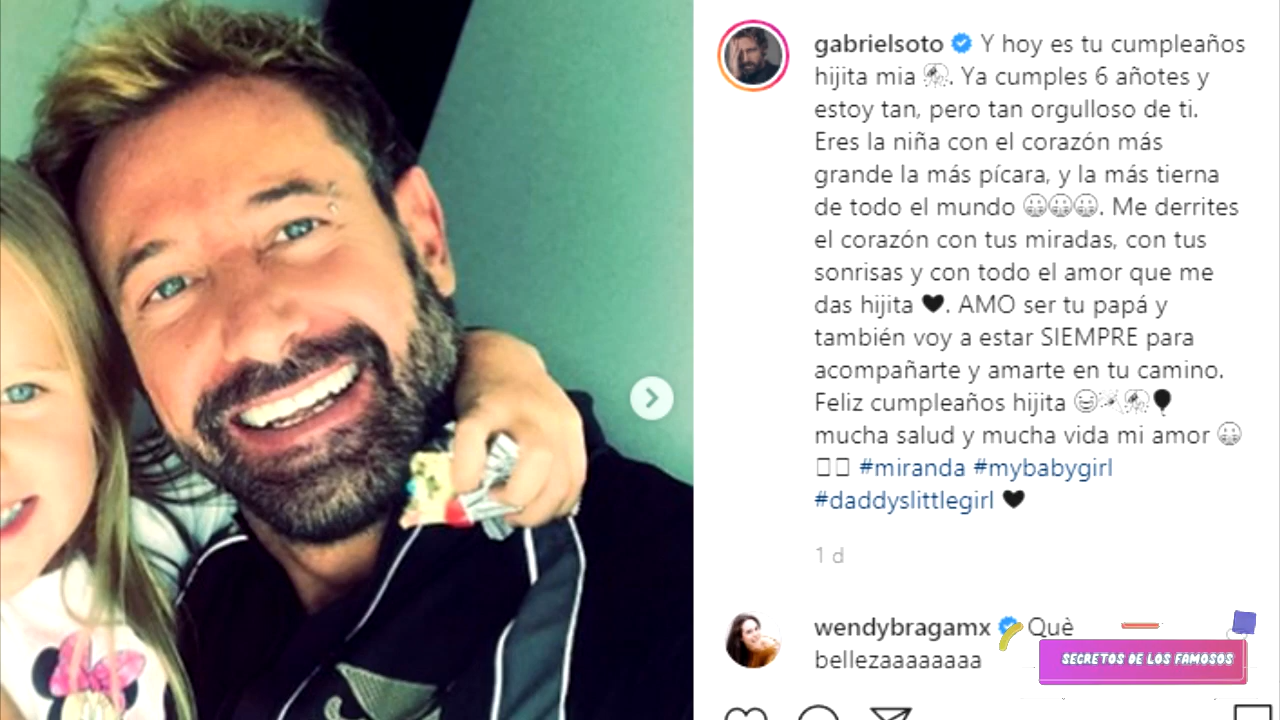 gabrielsoto Y hoy es tu cumpleaños
hijita mia. Ya cumples 6 añotes y
estoy tan, pero tan orgulloso de ti.
Eres la niña con el corazón más
grande la más pícara, y la más tierna
de todo el mundo 😀😀😀. Me derrites
el corazón con tus miradas, con tus
sonrisas y con todo el amor que me
das hijita ♥. AMO ser tu papá y
también voy a estar SIEMPRE para
acompañarte y amarte en tu camino.
Feliz cumpleaños hijita
mucha salud y mucha vida mi amor 😀
#miranda #mybabygirl
#daddyslittlegirl ♥
1 d
wendybragamx Què
bellezaaaaaaaa
SECRETOS DE LOS FAMOSOS